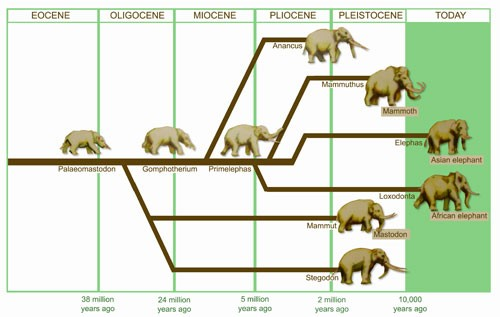 EOCENE OLIGOCENE MIOCENE PLIOCENE PLEISTOCENE TODAY
Anancus
Mammuthus
Mammoth
Elephas
Asian elephant
Palaeomastodon Gomphotherium Primelephas
Loxodonta
African elephant
Mammut
Mastodon
Stegodon
38 million 24 million 5 million 2 million 10,000
years ago years ago years ago years ago years ago